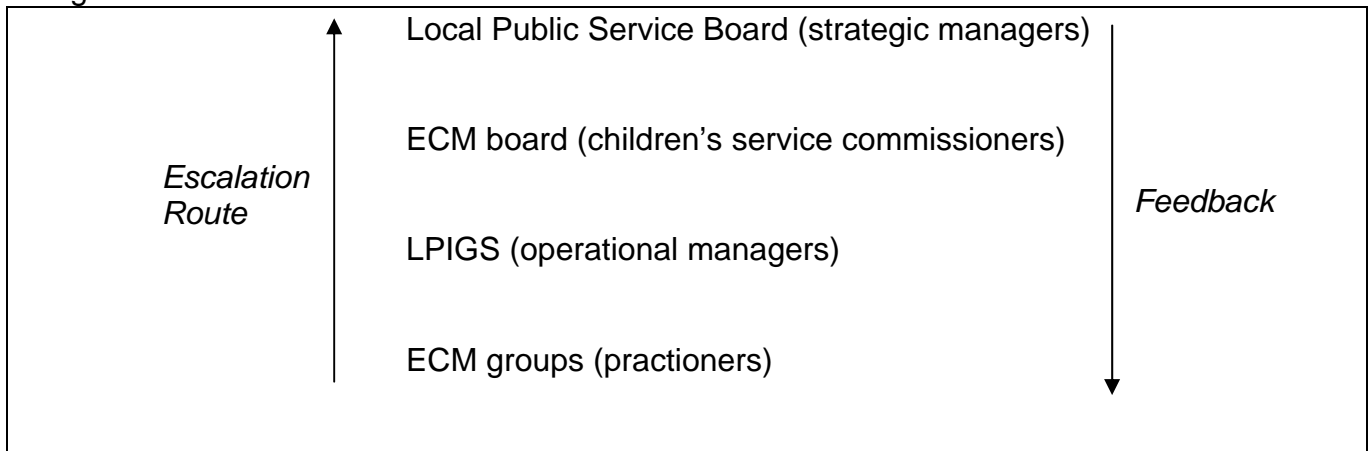 Local Public Service Board (strategic managers)
ECM board (children's service commissioners)
Escalation
Route
Feedback
LPIGS (operational managers)
ECM groups (practioners)